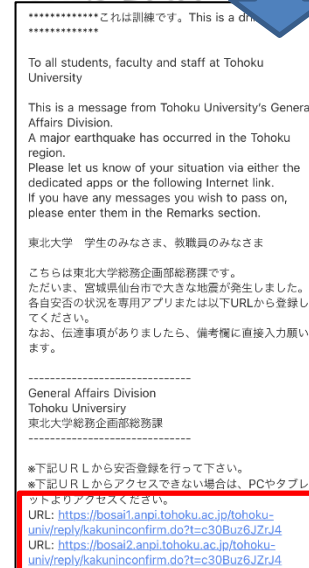 *************これは訓練です。This is a
*************
To all students, faculty and staff at Tohoku
University
This is a message from Tohoku University's Genera
Affairs Division.
A major earthquake has occurred in the Tohoku
region.
Please let us know of your situation via either the
dedicated apps or the following Internet link.
If you have any messages you wish to pass on,
please enter them in the Remarks section.
東北大学　学生のみなさま、教職員のみなさま
こちらは東北大学総務企画部総務課です。
ただいま、宮城県仙台市で大きな地震が発生しました。
各自安否の状況を専用アプリまたは以下URLから登録し
てください。
なお、伝達事項がありましたら、備考欄に直接入力願い
ます。
------------------------------
General Affairs Division
Tohoku Universiry
東北大学総務企画部総務課
------------------------------
※下記ＵＲＬから安否登録を行って下さい。
※下記ＵＲＬからアクセスできない場合は、PCやタブレ
ットよりアクセスください。
URL: https://bosai1.anpi.tohoku.ac.jp/tohoku-
univ/reply/kakuninconfirm.do?t=c30Buz6JZrJ4
URL: https://bosai2.anpi.tohoku.ac.jp/tohoku-
univ/reply/kakuninconfirm.do?t=c30Buz6JZrJ4